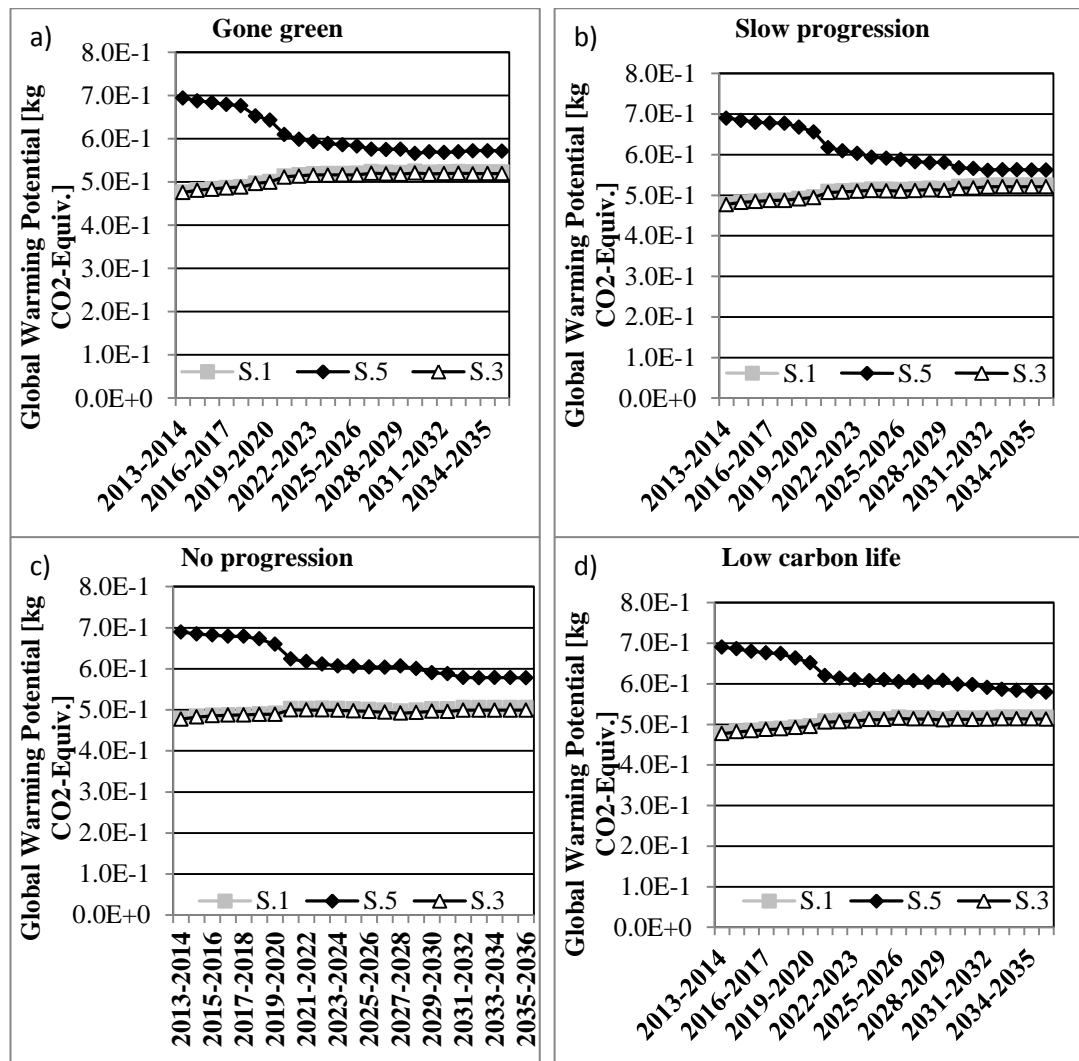 a)
Gone green
Global Warming Potential [kg
CO2-Equiv.]
8.0E-1
7.0E-1
6.0E-1
5.0E-1
4.0E-1
3.0E-1
2.0E-1
1.0E-1
0.0E+0
S.1 S.5 S.3
2013-2014
2016-2017
2019-2020
2022-2023
2025-2026
2028-2029
2031-2032
2034-2035
b)
Slow progression
Global Warming Potential [kg
CO2-Equiv.]
8.0E-1
7.0E-1
6.0E-1
5.0E-1
4.0E-1
3.0E-1
2.0E-1
1.0E-1
0.0E+0
S.1 S.5 S.3
2013-2014
2016-2017
2019-2020
2022-2023
2025-2026
2028-2029
2031-2032
2034-2035
c)
No progression
Global Warming Potential [kg
CO2-Equiv.]
8.0E-1
7.0E-1
6.0E-1
5.0E-1
4.0E-1
3.0E-1
2.0E-1
1.0E-1
0.0E+0
S.1 S.5 S.3
2013-2014
2015-2016
2017-2018
2019-2020
2021-2022
2023-2024
2025-2026
2027-2028
2029-2030
2031-2032
2033-2034
2035-2036
d)
Low carbon life
Global Warming Potential [kg
CO2-Equiv.]
8.0E-1
7.0E-1
6.0E-1
5.0E-1
4.0E-1
3.0E-1
2.0E-1
1.0E-1
0.0E+0
S.1 S.5 S.3
2013-2014
2016-2017
2019-2020
2022-2023
2025-2026
2028-2029
2031-2032
2034-2035